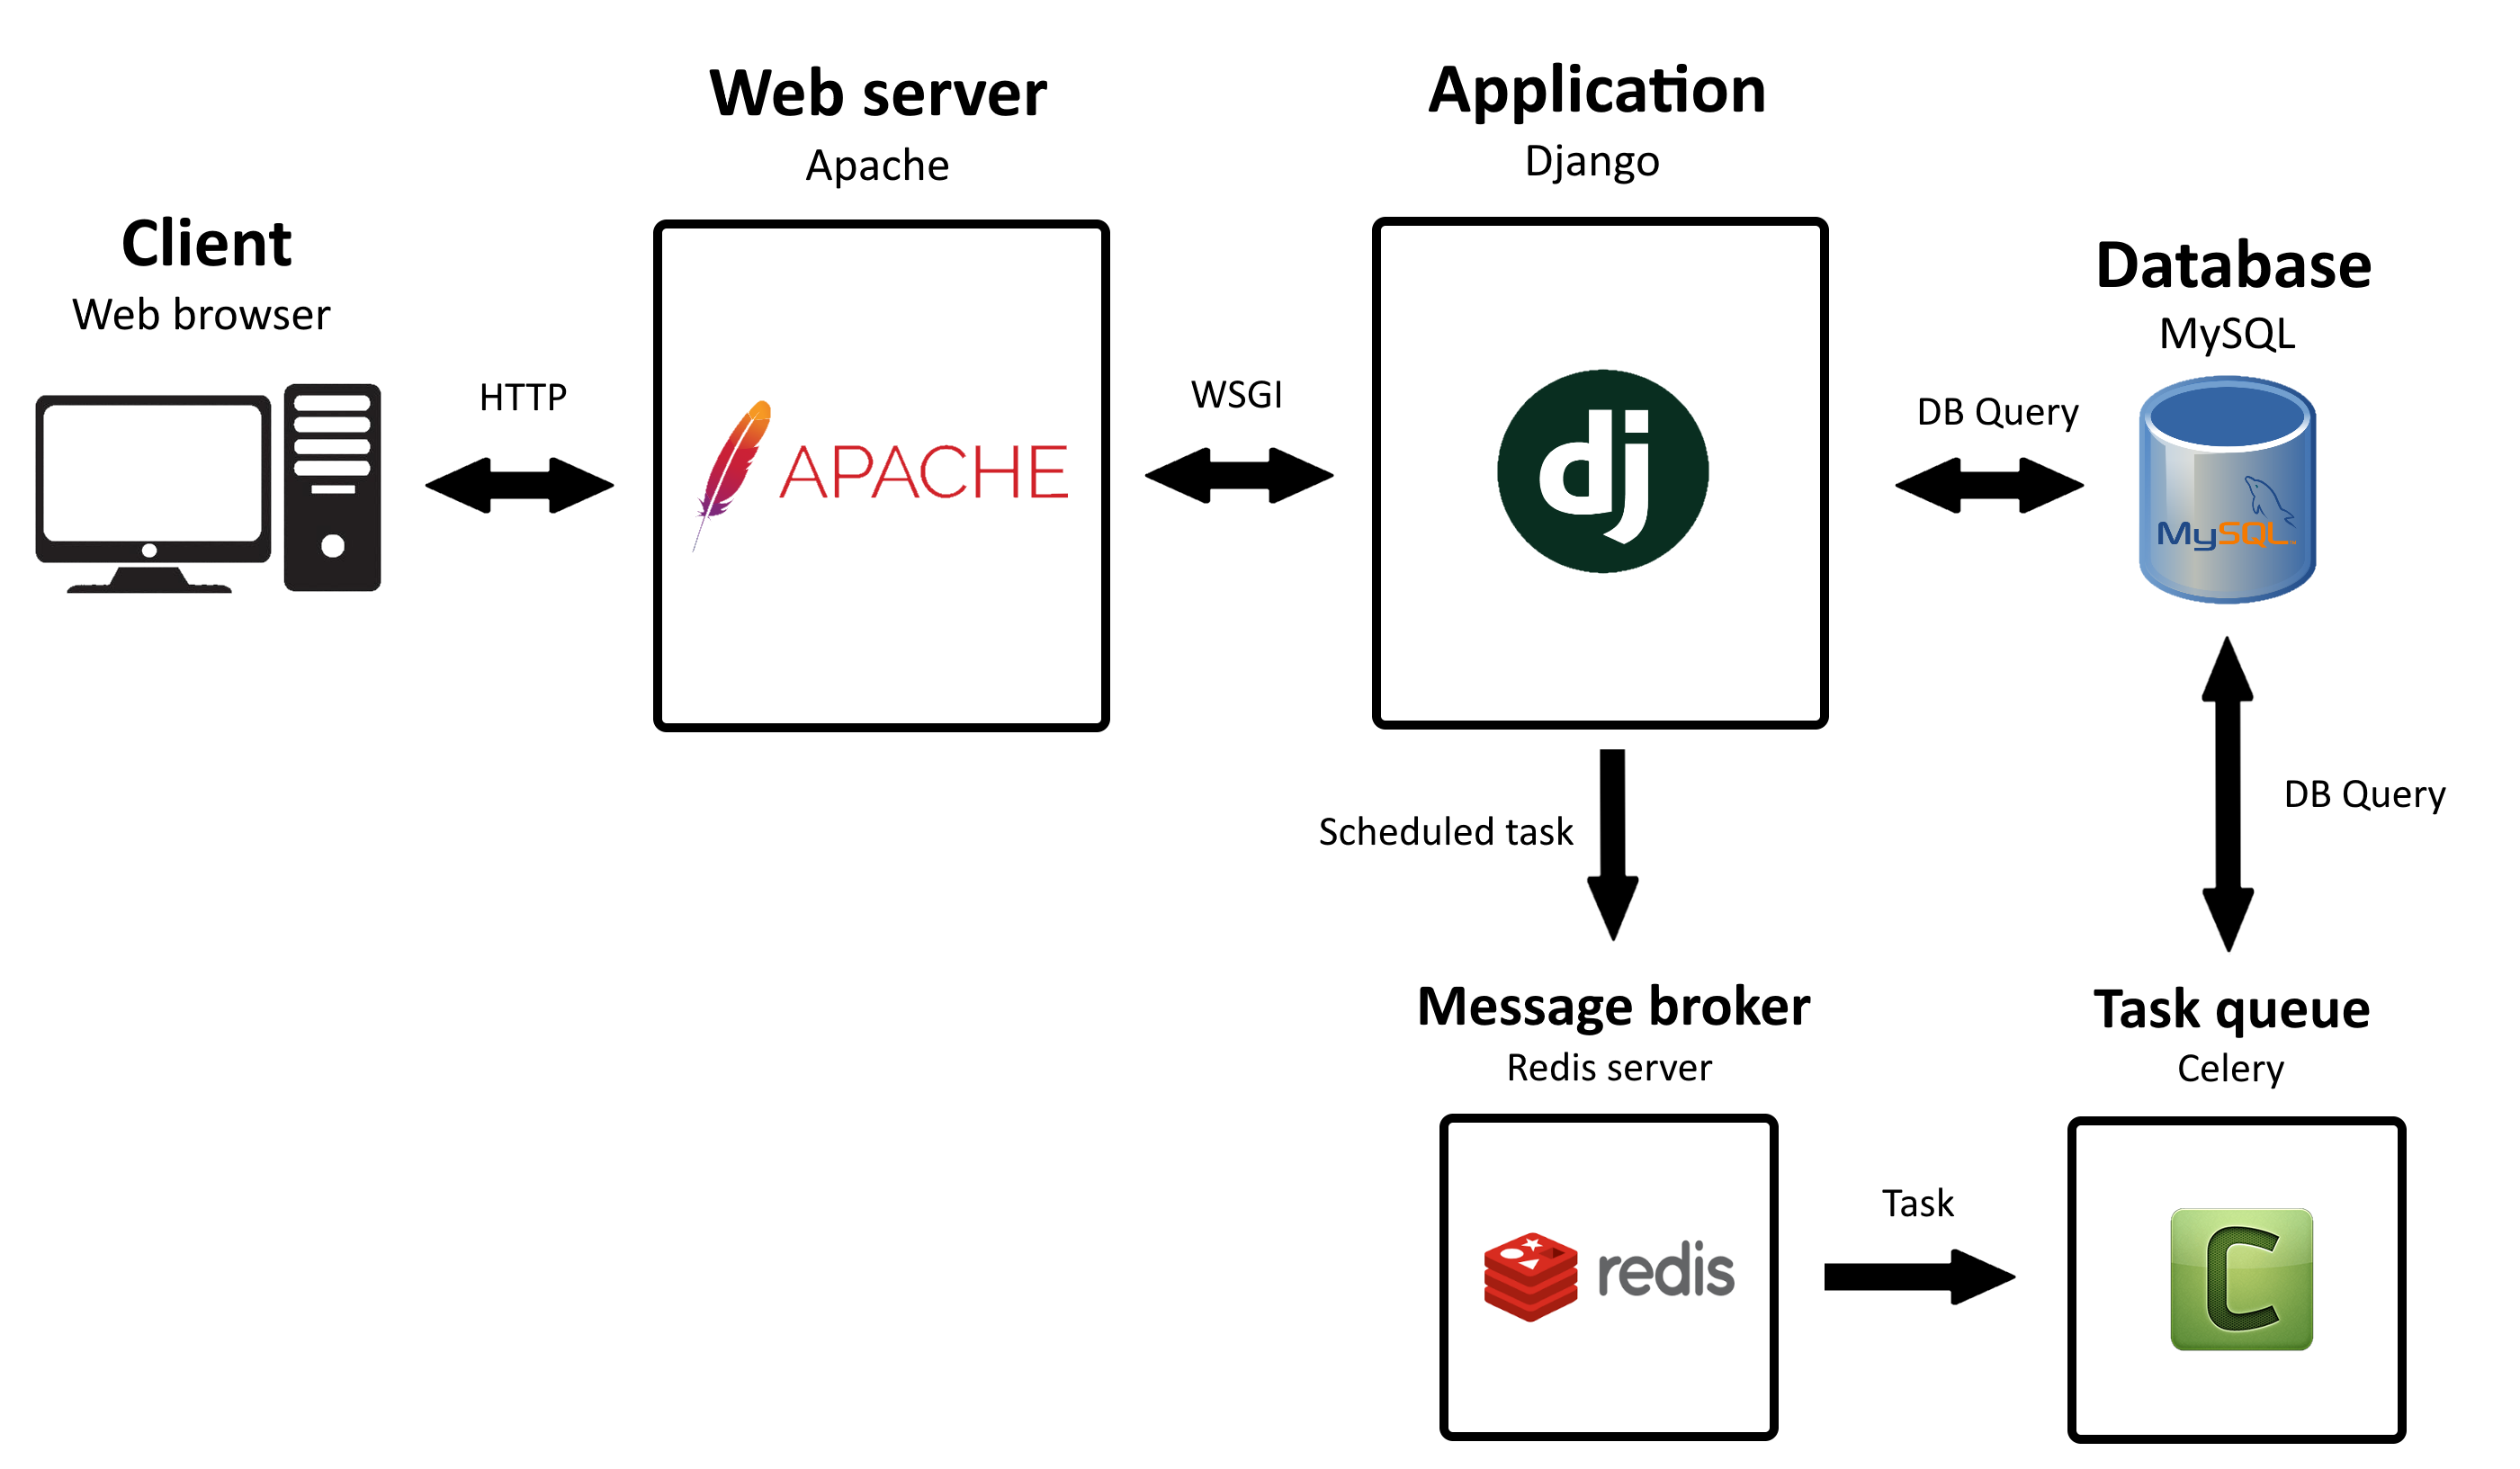 Web server
Apache
Application
Django
Client
Web browser
Database
MySQL
HTTP
WSGI
DB Query
APACHE
dj
MySQL
Scheduled task
DB Query
Message broker
Redis server
Task queue
Celery
Task
redis
C